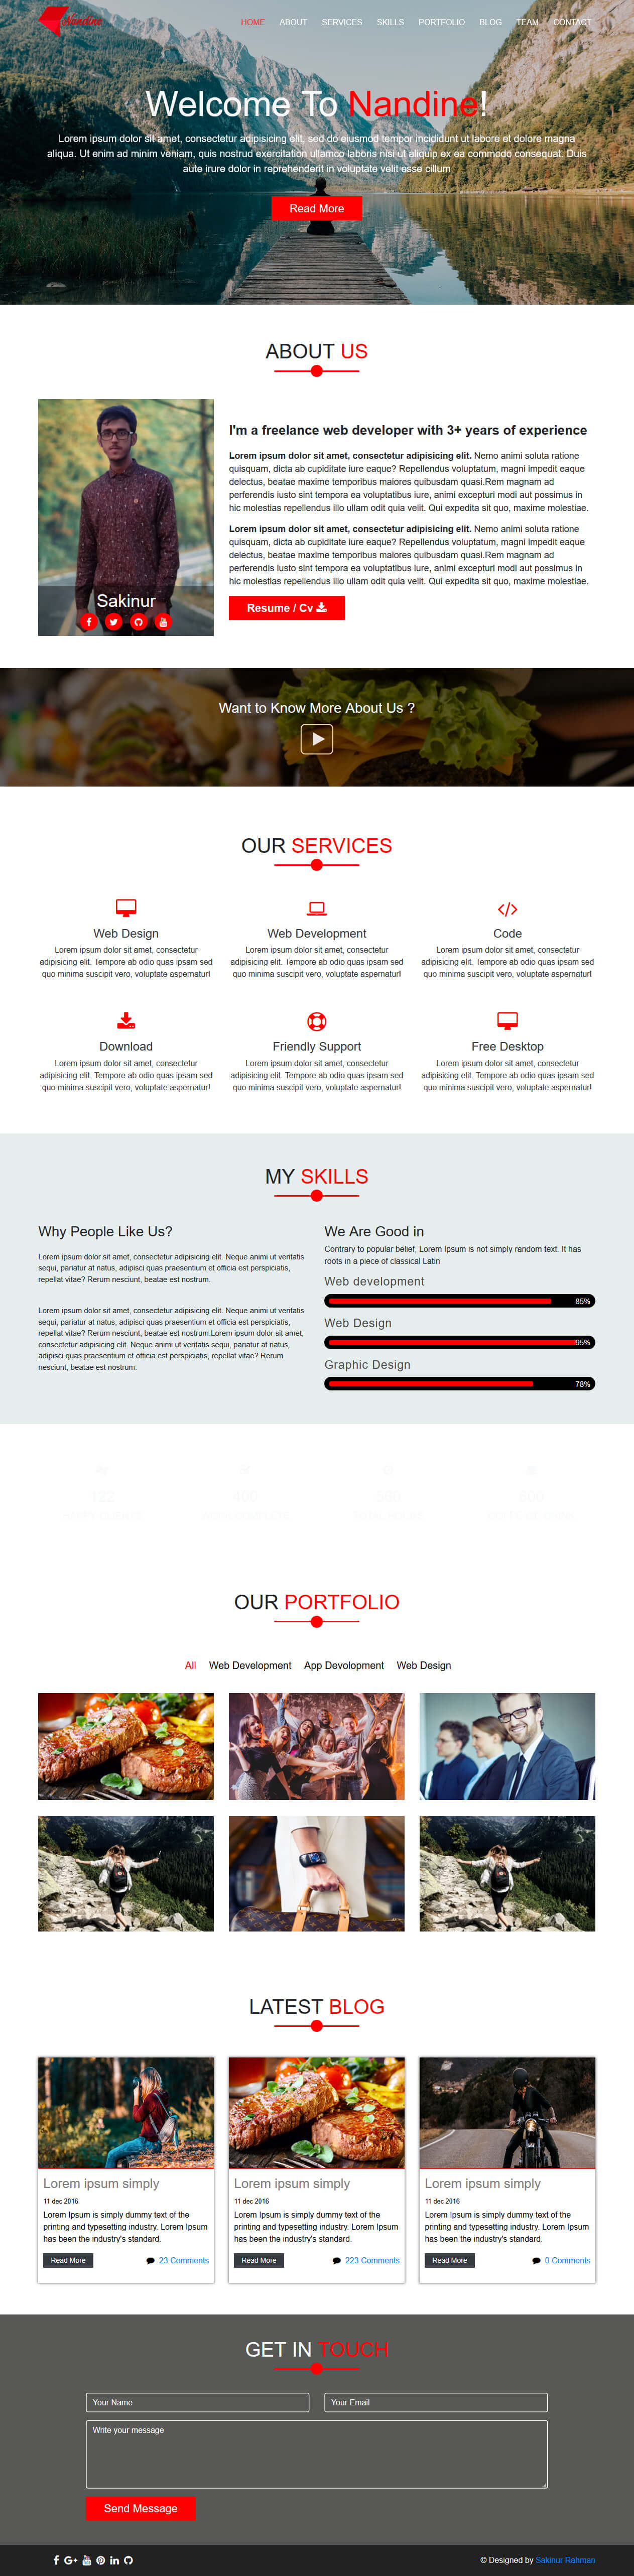 Nandine
HOME ABOUT SERVICES SKILLS PORTFOLIO BLOG TEAM CONTACT
Welcome To Nandine!
Lorem ipsum dolor sit amet, consectetur adipisicing elit, sed do eiusmod tempor incididunt ut labore et dolore magna
aliqua. Ut enim ad minim veniam, quis nostrud exercitation ullamco laboris nisi ut aliquip ex ea commodo consequat. Duis
aute irure dolor in reprehenderit in voluptate velit esse cillum
Read More
ABOUT US
Sakinur
I'm a freelance web developer with 3+ years of experience
Lorem ipsum dolor sit amet, consectetur adipisicing elit. Nemo animi soluta ratione
quisquam, dicta ab cupiditate iure eaque? Repellendus voluptatum, magni impedit eaque
delectus, beatae maxime temporibus maiores quibusdam quasi.Rem magnam ad
perferendis iusto sint tempora ea voluptatibus iure, animi excepturi modi aut possimus in
hic molestias repellendus illo ullam odit quia velit. Qui expedita sit quo, maxime molestiae.
Lorem ipsum dolor sit amet, consectetur adipisicing elit. Nemo animi soluta ratione
quisquam, dicta ab cupiditate iure eaque? Repellendus voluptatum, magni impedit eaque
delectus, beatae maxime temporibus maiores quibusdam quasi.Rem magnam ad
perferendis iusto sint tempora ea voluptatibus iure, animi excepturi modi aut possimus in
hic molestias repellendus illo ullam odit quia velit. Qui expedita sit quo, maxime molestiae.
Resume / Cv
Want to Know More About Us ?
OUR SERVICES
Web Design
Lorem ipsum dolor sit amet, consectetur
adipisicing elit. Tempore ab odio quas ipsam sed
quo minima suscipit vero, voluptate aspernatur!
Web Development
Lorem ipsum dolor sit amet, consectetur
adipisicing elit. Tempore ab odio quas ipsam sed
quo minima suscipit vero, voluptate aspernatur!
Code
Lorem ipsum dolor sit amet, consectetur
adipisicing elit. Tempore ab odio quas ipsam sed
quo minima suscipit vero, voluptate aspernatur!
Download
Lorem ipsum dolor sit amet, consectetur
adipisicing elit. Tempore ab odio quas ipsam sed
quo minima suscipit vero, voluptate aspernatur!
Friendly Support
Lorem ipsum dolor sit amet, consectetur
adipisicing elit. Tempore ab odio quas ipsam sed
quo minima suscipit vero, voluptate aspernatur!
Free Desktop
Lorem ipsum dolor sit amet, consectetur
adipisicing elit. Tempore ab odio quas ipsam sed
quo minima suscipit vero, voluptate aspernatur!
MY SKILLS
Why People Like Us?
Lorem ipsum dolor sit amet, consectetur adipisicing elit. Neque animi ut veritatis
sequi, pariatur at natus, adipisci quas praesentium et officia est perspiciatis,
repellat vitae? Rerum nesciunt, beatae est nostrum.
Lorem ipsum dolor sit amet, consectetur adipisicing elit. Neque animi ut veritatis
sequi, pariatur at natus, adipisci quas praesentium et officia est perspiciatis,
repellat vitae? Rerum nesciunt, beatae est nostrum.Lorem ipsum dolor sit amet,
consectetur adipisicing elit. Neque animi ut veritatis sequi, pariatur at natus,
adipisci quas praesentium et officia est perspiciatis, repellat vitae? Rerum
nesciunt, beatae est nostrum.
We Are Good in
Contrary to popular belief, Lorem Ipsum is not simply random text. It has
roots in a piece of classical Latin
Web development
85%
Web Design
95%
Graphic Design
78%
OUR PORTFOLIO
All Web Development App Devolopment Web Design
LATEST BLOG
Lorem ipsum simply
11 dec 2016
Lorem Ipsum is simply dummy text of the
printing and typesetting industry. Lorem Ipsum
has been the industry's standard.
Read More 23 Comments
Lorem ipsum simply
11 dec 2016
Lorem Ipsum is simply dummy text of the
printing and typesetting industry. Lorem Ipsum
has been the industry's standard.
Read More 223 Comments
Lorem ipsum simply
11 dec 2016
Lorem Ipsum is simply dummy text of the
printing and typesetting industry. Lorem Ipsum
has been the industry's standard.
Read More 0 Comments
GET IN TOUCH
Your Name
Your Email
Write your message
Send Message
© Designed by Sakinur Rahman